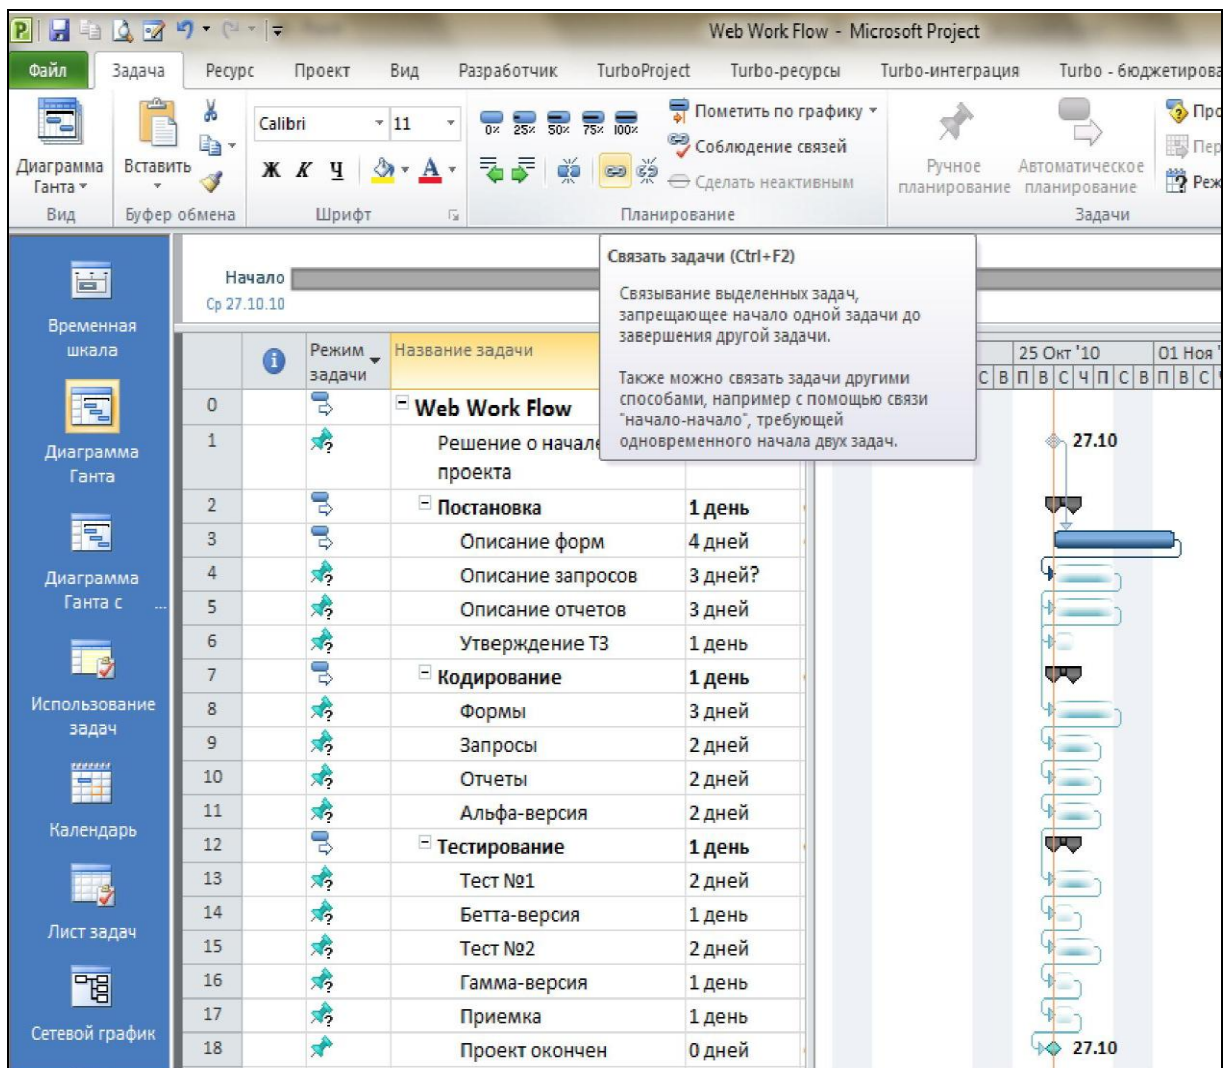 Web Work Flow - Microsoft Project
Файл Задача Ресурс Проект Вид Разработчик TurboProject Turbo-ресурсы Turbo-интеграция Turbo - бюджетирова
Диаграмма Ганта
Вид
Вставить
Буфер обмена
Calibri 11
Ж К Ч
Шрифт
0% 25% 50% 75% 100%
Пометить по графику
Соблюдение связей
Сделать неактивным
Планирование
Ручное планирование
Автоматическое планирование
Задачи
Про
Пер
Реж
Связать задачи (Ctrl+F2)
Связывание выделенных задач,
запрещающее начало одной задачи до
завершения другой задачи.
Также можно связать задачи другими
способами, например с помощью связи
"начало-начало", требующей
одновременного начала двух задач.
Начало
Ср 27.10.10
Временная
шкала
Диаграмма
Ганта
Диаграмма
Ганта с ...
Использование
задач
Календарь
Лист задач
Сетевой график
Режим задачи
Название задачи
25 Окт '10 01 Ноя '
С В П В С Ч П С В П В С Ч
0 Web Work Flow
1 Решение о начале
проекта
27.10
2 Постановка 1 день
3 Описание форм 4 дней
4 Описание запросов 3 дней?
5 Описание отчетов 3 дней
6 Утверждение ТЗ 1 день
7 Кодирование 1 день
8 Формы 3 дней
9 Запросы 2 дней
10 Отчеты 2 дней
11 Альфа-версия 2 дней
12 Тестирование 1 день
13 Тест №1 2 дней
14 Бетта-версия 1 день
15 Тест №2 2 дней
16 Гамма-версия 1 день
17 Приемка 1 день
18 Проект окончен 0 дней 27.10